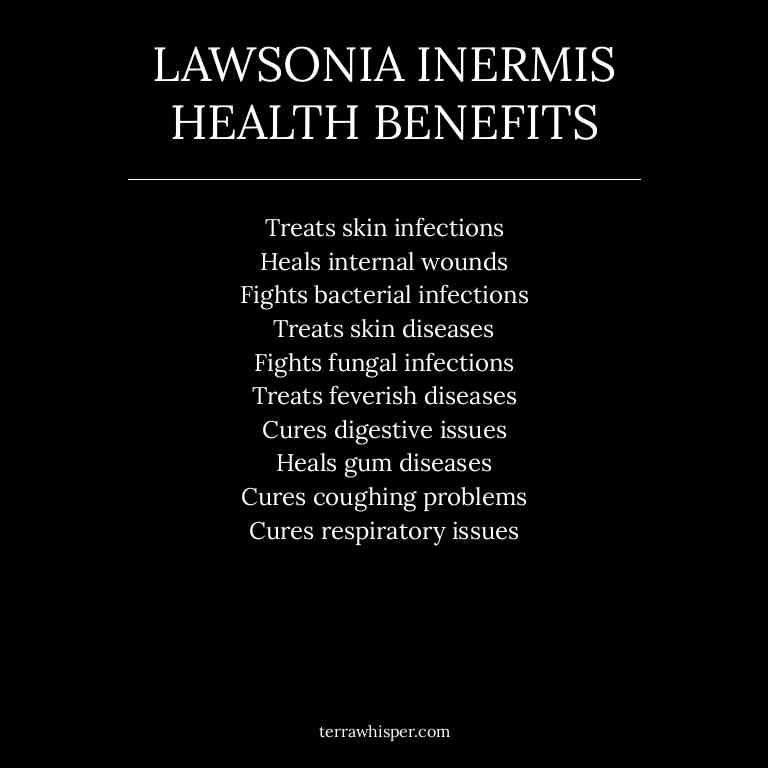 LAWSONIA INERMIS
HEALTH BENEFITS
Treats skin infections
Heals internal wounds
Fights bacterial infections
Treats skin diseases
Fights fungal infections
Treats feverish diseases
Cures digestive issues
Heals gum diseases
Cures coughing problems
Cures respiratory issues
terrawhisper.com